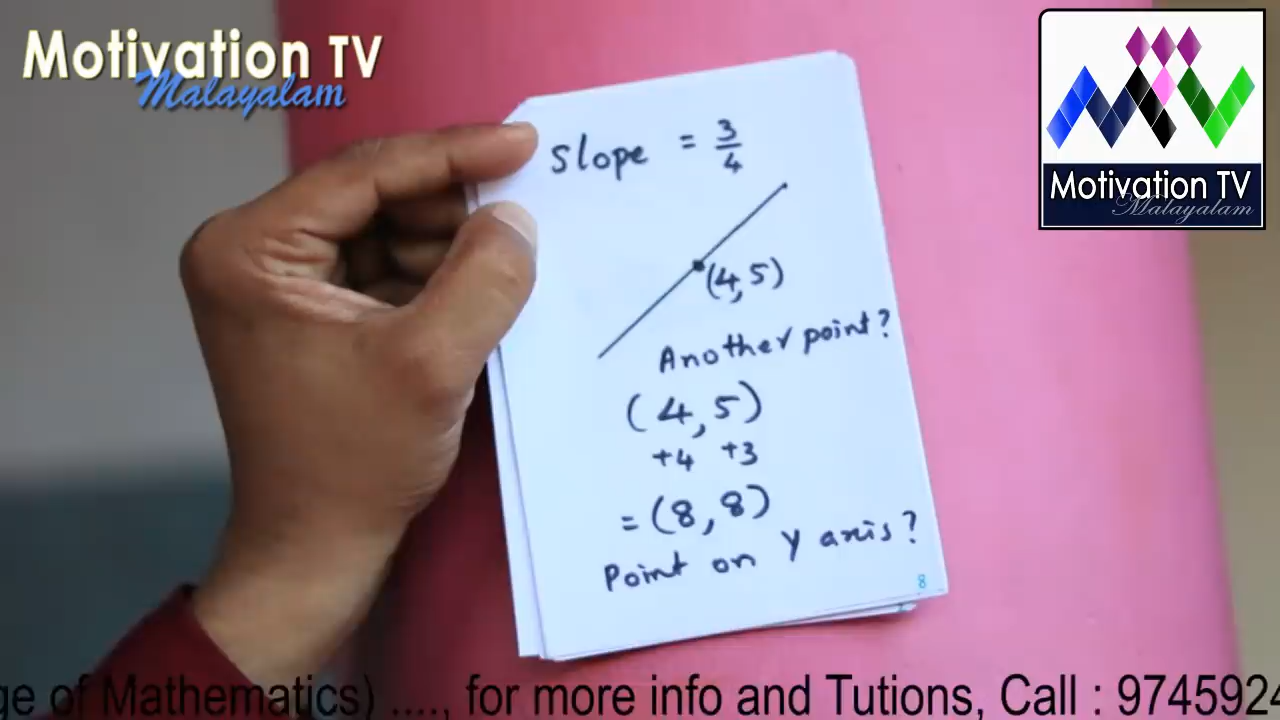 Motivation TV
Malayalam
Motivation TV
Malayalam
Slope = 3/4
(4,5)
Another point?
(4,5)
+4 +3
= (8,8)
Point on Y axis?
8
ge of Mathematics) ...., for more info and Tutions, Call : 9745924